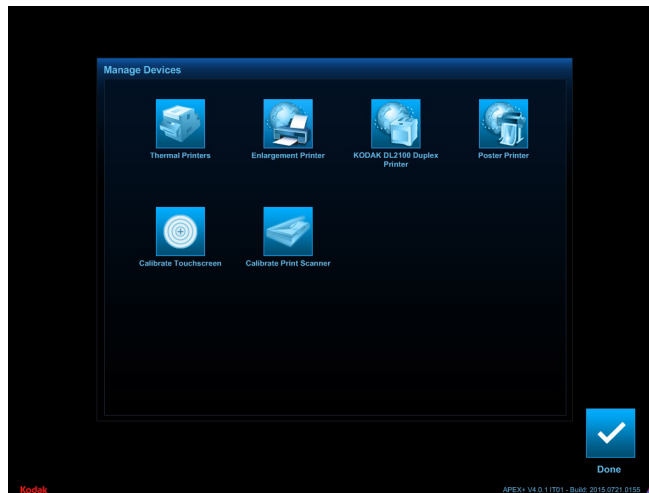 Manage Devices
Thermal Printers
Enlargement Printer
KODAK DL2100 Duplex
Printer
Poster Printer
Calibrate Touchscreen
Calibrate Print Scanner
Done
Kodak
APEX+ V4.0.1 IT01 - Build: 2015.0721.0155